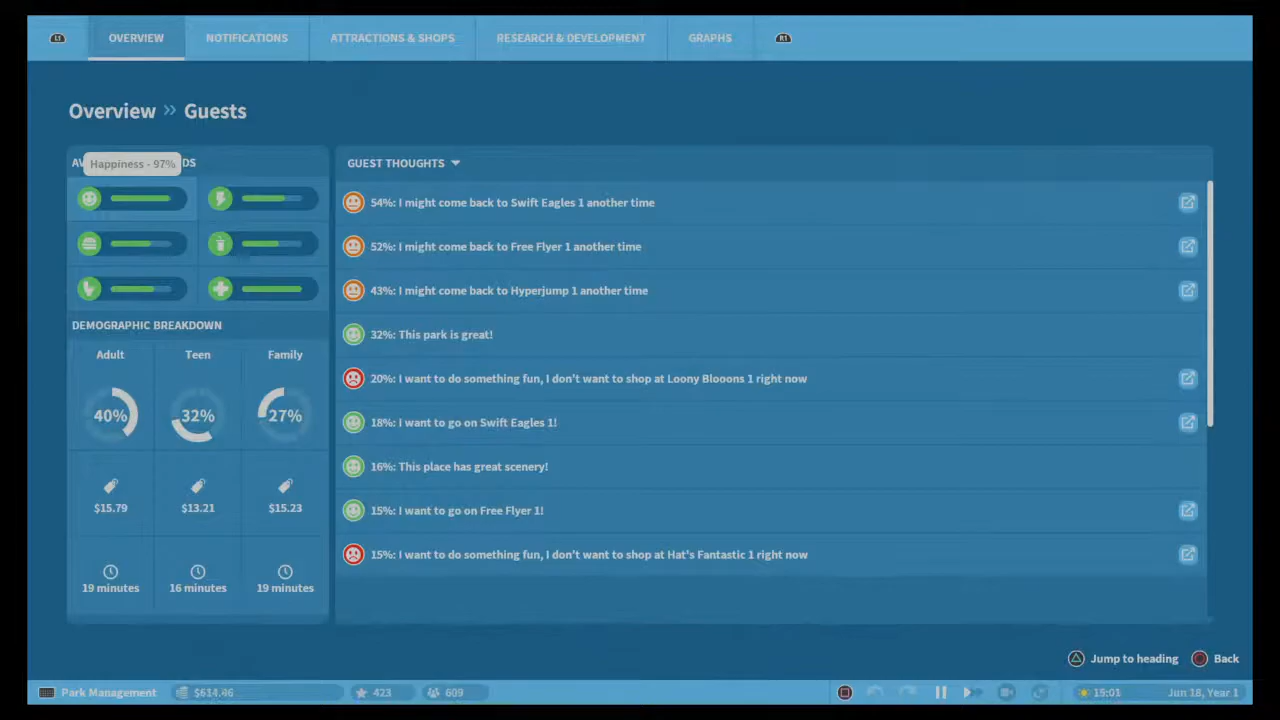 L1
OVERVIEW
NOTIFICATIONS
ATTRACTIONS & SHOPS
RESEARCH & DEVELOPMENT
GRAPHS
R1
Overview » Guests
AV
DS
Happiness - 97%
GUEST THOUGHTS
54%: I might come back to Swift Eagles 1 another time
52%: I might come back to Free Flyer 1 another time
43%: I might come back to Hyperjump 1 another time
32%: This park is great!
20%: I want to do something fun, I don't want to shop at Loony Blooons 1 right now
18%: I want to go on Swift Eagles 1!
16%: This place has great scenery!
15%: I want to go on Free Flyer 1!
15%: I want to do something fun, I don't want to shop at Hat's Fantastic 1 right now
DEMOGRAPHIC BREAKDOWN
Adult Teen Family
40% 32% 27%
$15.79 $13.21 $15.23
19 minutes 16 minutes 19 minutes
Jump to heading Back
Park Management $614.46 423 609 15:01 Jun 18, Year 1